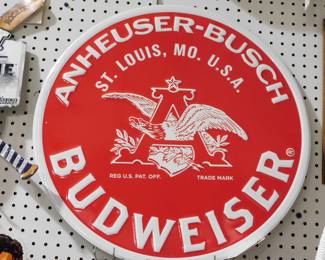 ANHEUSER-BUSCH
ST. LOUIS, MO. U.S.A.
REG U.S. PAT. OFF. TRADE MARK
BUDWEISER®